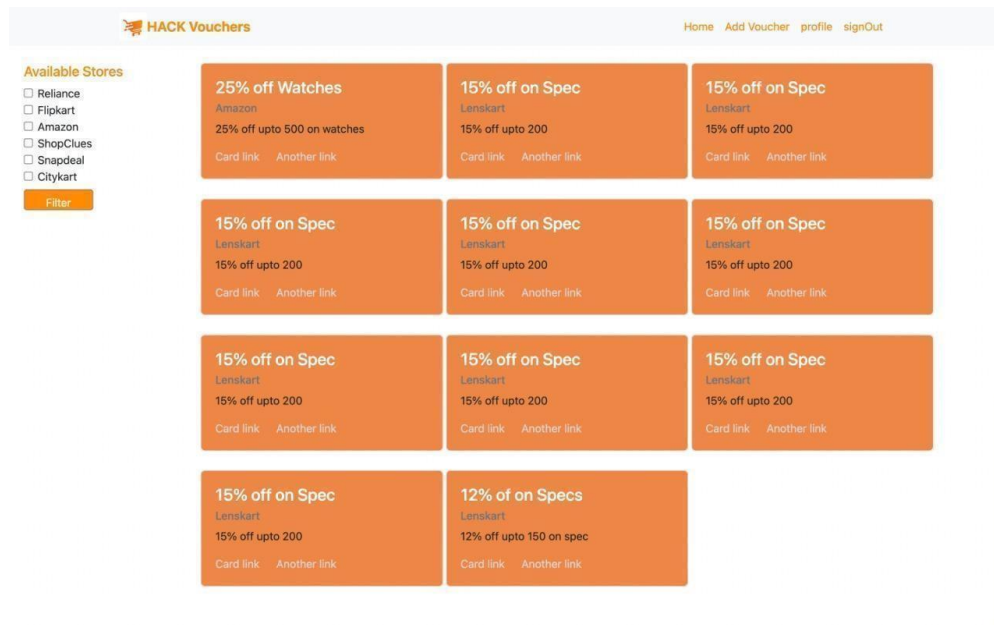 HACK Vouchers
Home Add Voucher profile signOut
Available Stores
Reliance
Flipkart
Amazon
ShopClues
Snapdeal
Citykart
Filter
25% off Watches
Amazon
25% off upto 500 on watches
Card link Another link
15% off on Spec
Lenskart
15% off upto 200
Card link Another link
15% off on Spec
Lenskart
15% off upto 200
Card link Another link
15% off on Spec
Lenskart
15% off upto 200
Card link Another link
15% off on Spec
Lenskart
15% off upto 200
Card link Another link
15% off on Spec
Lenskart
15% off upto 200
Card link Another link
15% off on Spec
Lenskart
15% off upto 200
Card link Another link
15% off on Spec
Lenskart
15% off upto 200
Card link Another link
15% off on Spec
Lenskart
15% off upto 200
Card link Another link
15% off on Spec
Lenskart
15% off upto 200
Card link Another link
12% of on Specs
Lenskart
12% off upto 150 on spec
Card link Another link